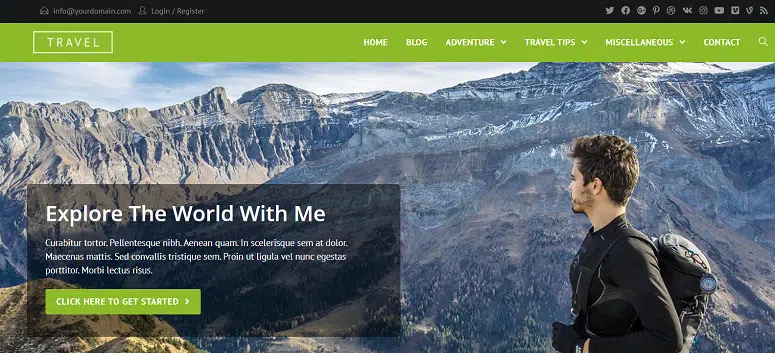 info@yourdomain.com Login / Register
TRAVEL HOME BLOG ADVENTURE TRAVEL TIPS MISCELLANEOUS CONTACT
Explore The World With Me
Curabitur tortor. Pellentesque nibh. Aenean quam. In scelerisque sem at dolor.
Maecenas mattis. Sed convallis tristique sem. Proin ut ligula vel nunc egestas
porttitor. Morbi lectus risus.
CLICK HERE TO GET STARTED